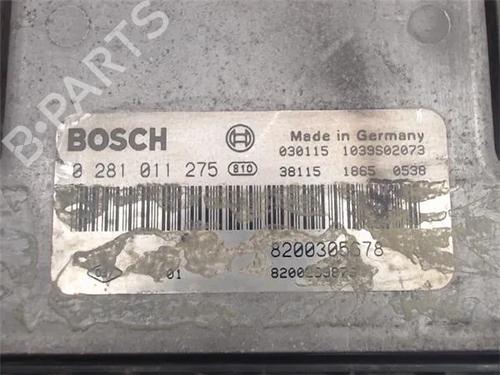 B-PARTS
BOSCH
Made in Germany
030115 1039S02073
0 281 011 275 810
38115 1865 0538
8200305678
01